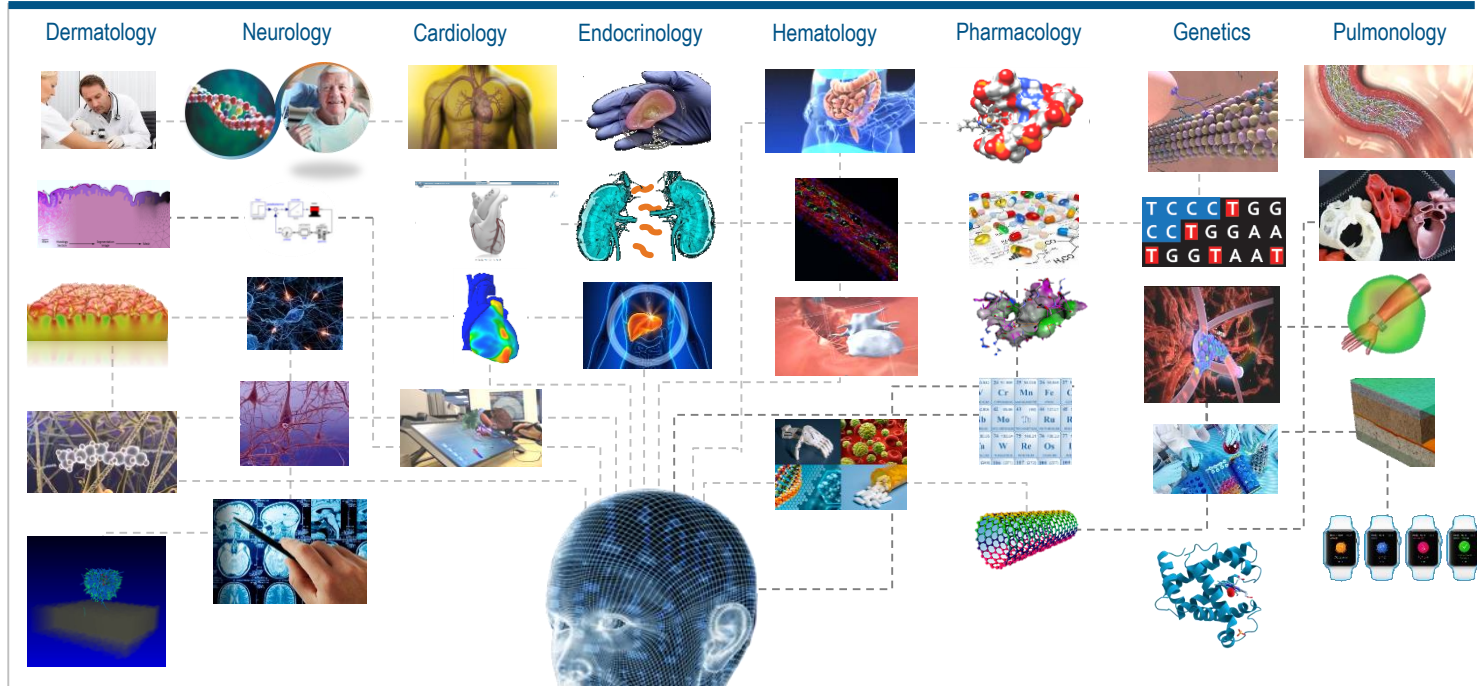 Dermatology
Neurology
Cardiology
Endocrinology
Hematology
Pharmacology
Genetics
Pulmonology
T C C C T G G
C C T G G A A
T G G T A A T
Cr Mn Fe
Mo Ru
W Re Os